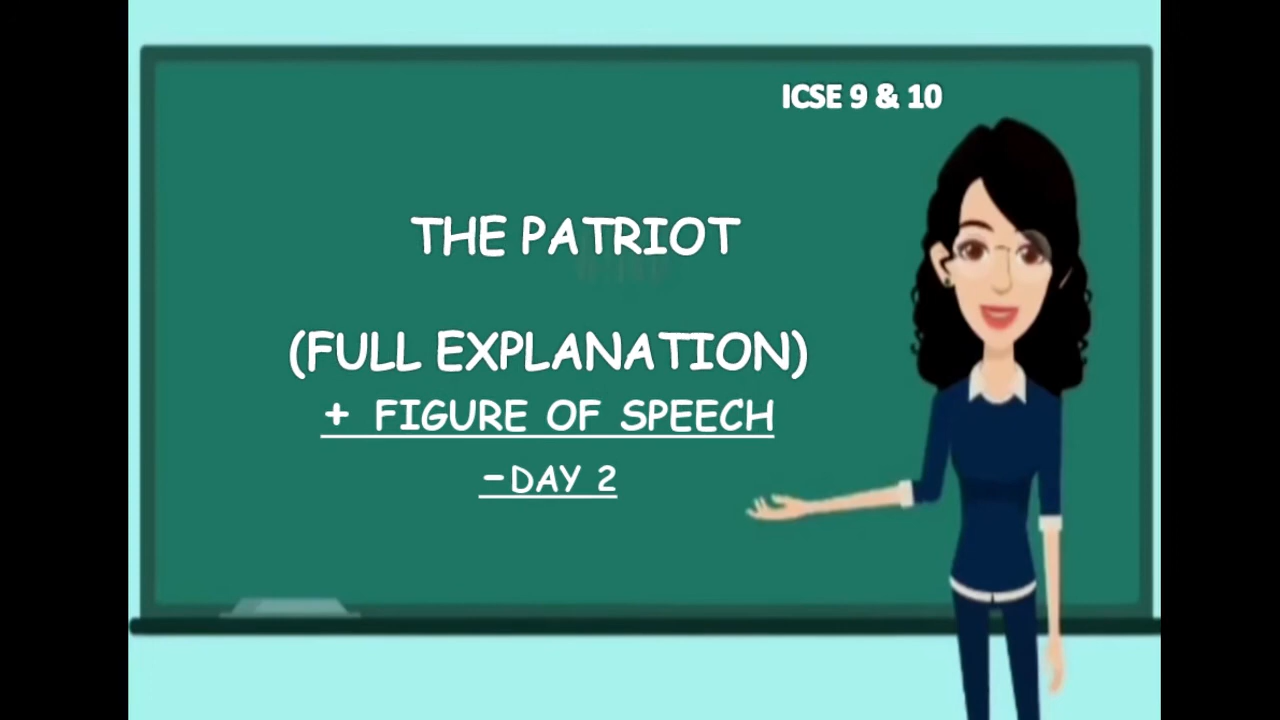 ICSE 9 & 10
THE PATRIOT
(FULL EXPLANATION)
+ FIGURE OF SPEECH
-DAY 2